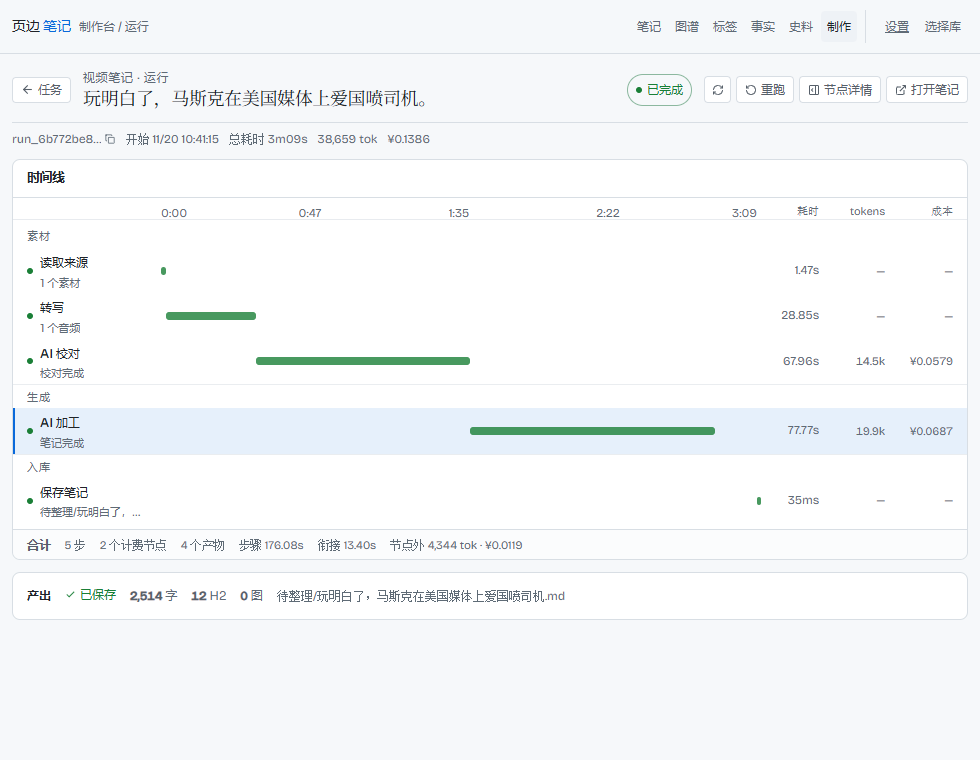 页边 笔记 制作台 / 运行 笔记 图谱 标签 事实 史料 制作 设置 选择库
← 任务
视频笔记 · 运行
玩明白了，马斯克在美国媒体上爱国喷司机。
已完成 重跑 节点详情 打开笔记
run_6b772be8... 开始 11/20 10:41:15 总耗时 3m09s 38,659 tok ¥0.1386
时间线
0:00 0:47 1:35 2:22 3:09 耗时 tokens 成本
素材
读取来源 1.47s — —
1 个素材
转写 28.85s — —
1 个音频
AI 校对 67.96s 14.5k ¥0.0579
校对完成
生成
AI 加工 77.77s 19.9k ¥0.0687
笔记完成
入库
保存笔记 35ms — —
待整理/玩明白了，...
合计 5 步 2 个计费节点 4 个产物 步骤 176.08s 衔接 13.40s 节点外 4,344 tok · ¥0.0119
产出 ✓ 已保存 2,514 字 12 H2 0 图 待整理/玩明白了，马斯克在美国媒体上爱国喷司机.md